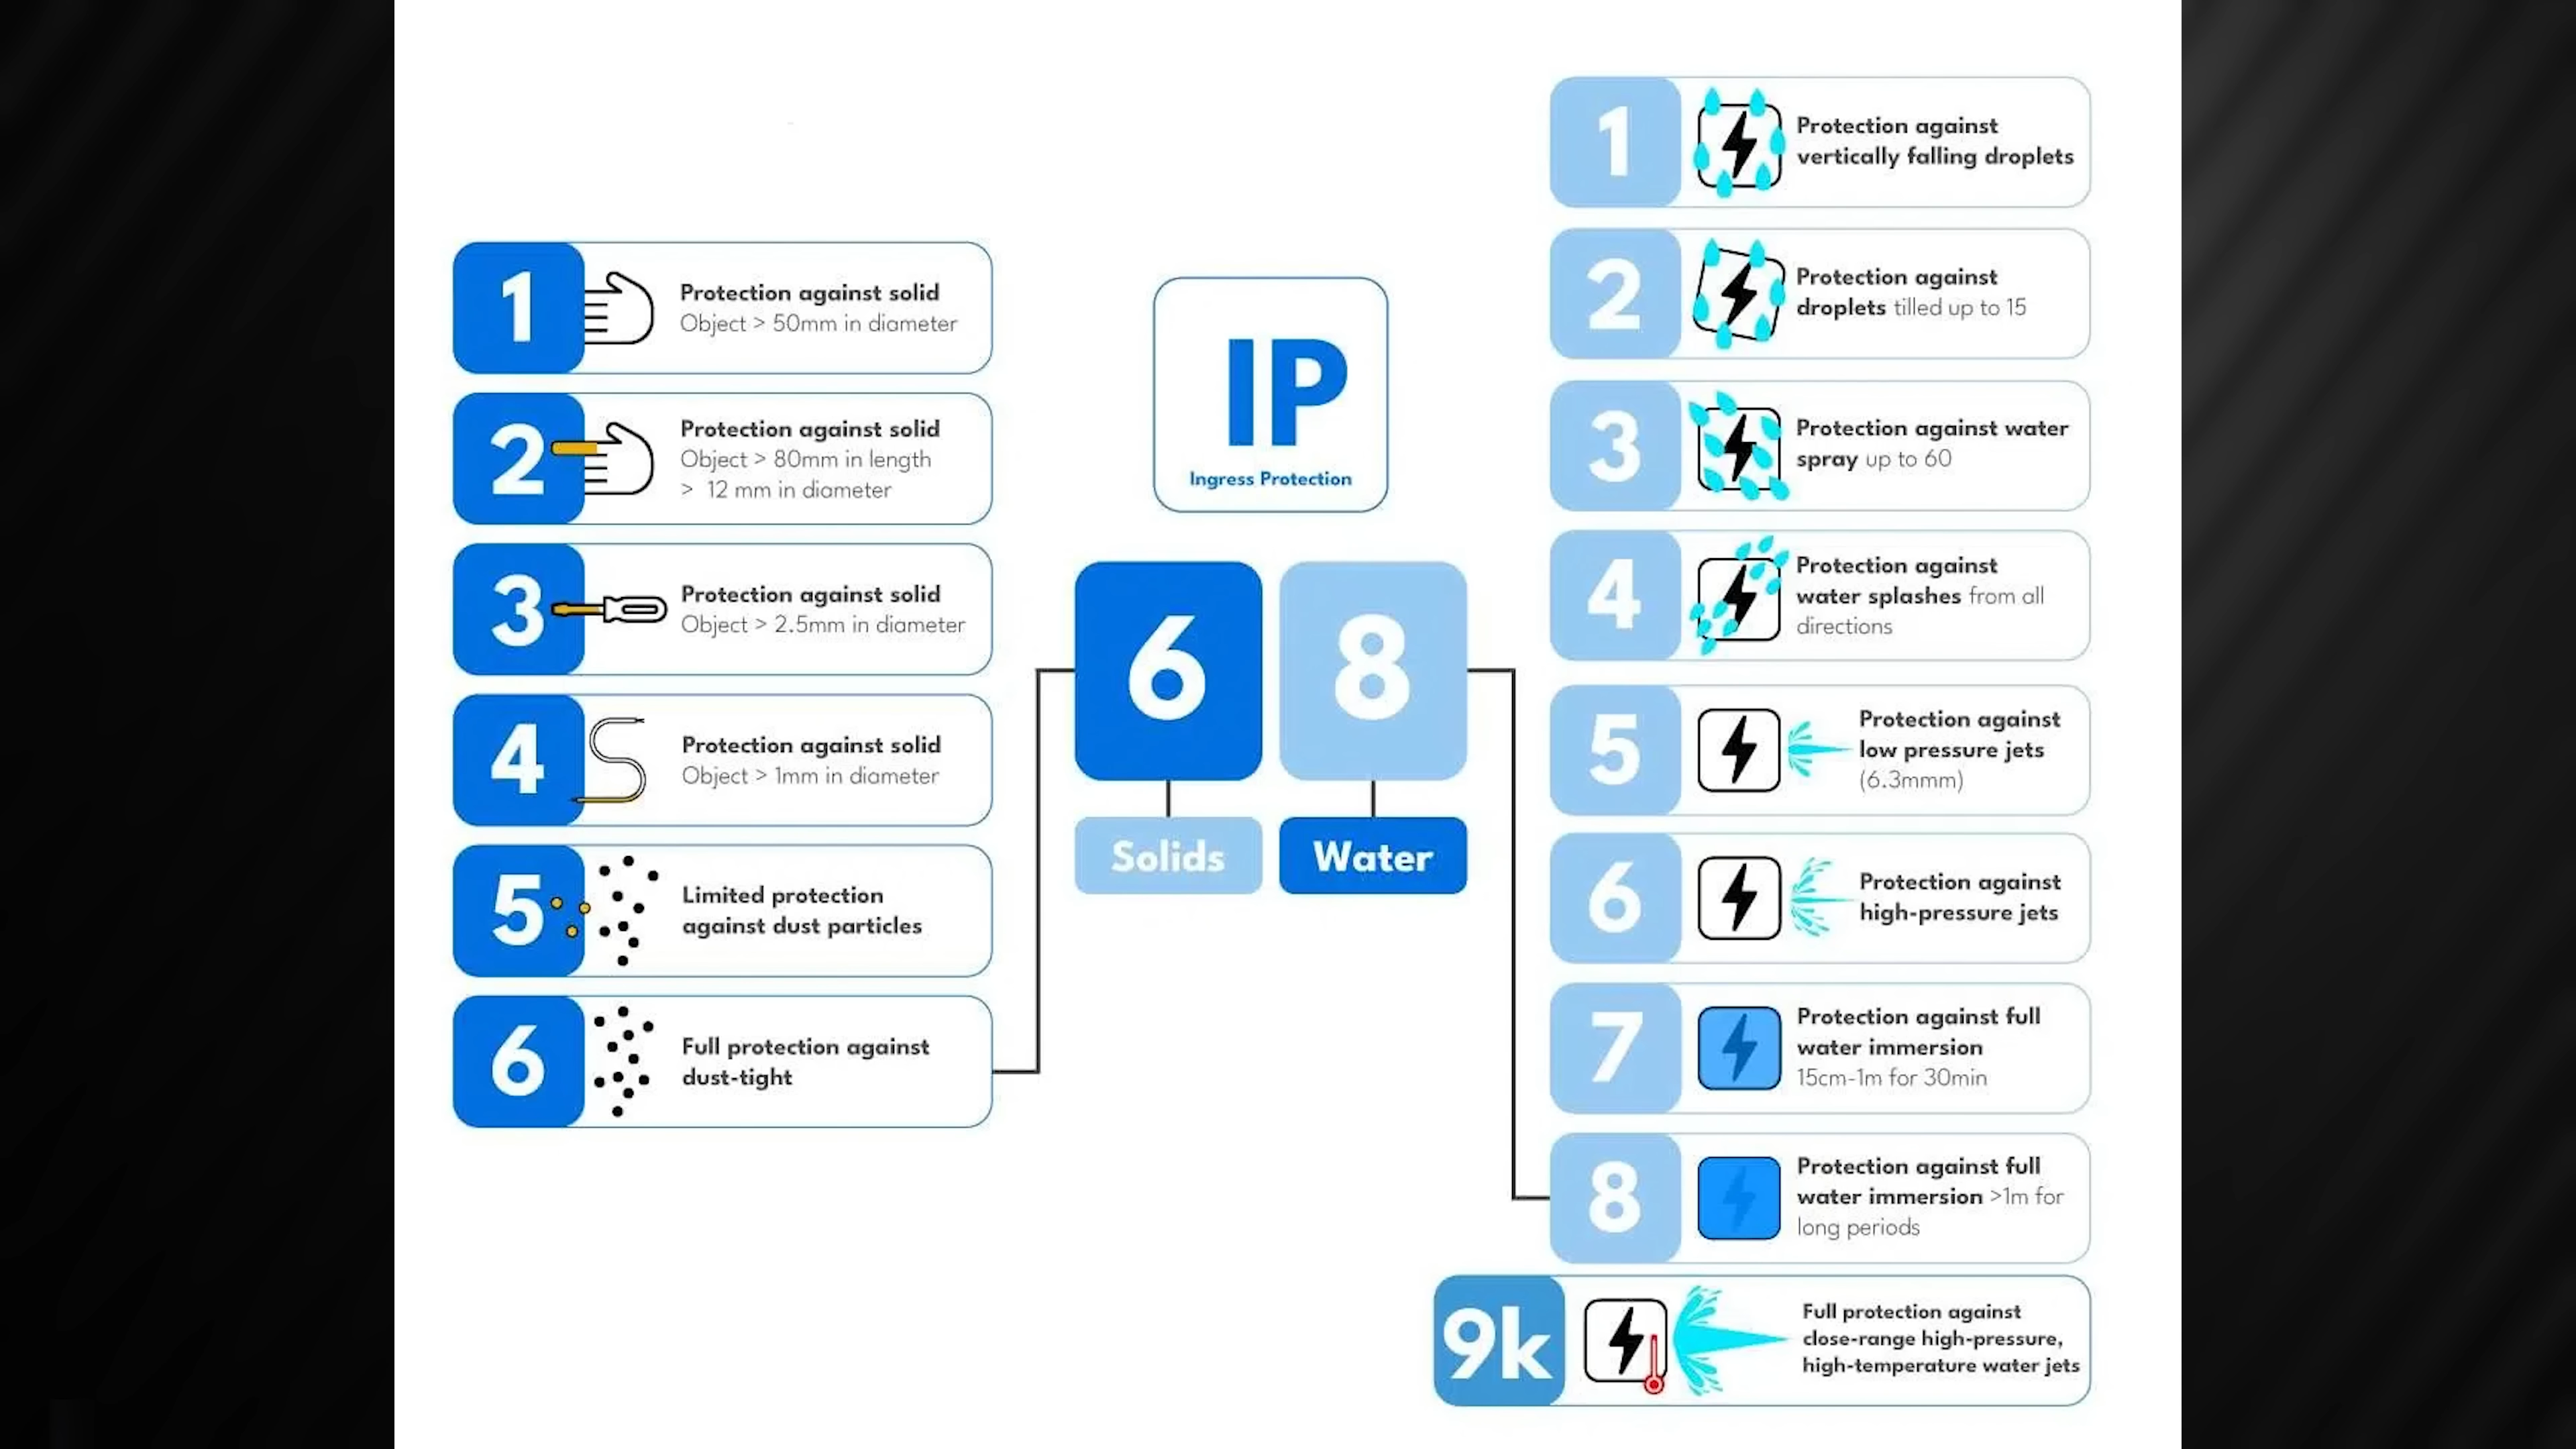 1
Protection against solid
Object > 50mm in diameter
2
Protection against solid
Object > 80mm in length
> 12 mm in diameter
3
Protection against solid
Object > 2.5mm in diameter
4
Protection against solid
Object > 1mm in diameter
5
Limited protection
against dust particles
6
Full protection against
dust-tight
IP
Ingress Protection
6 8
Solids Water
1
Protection against
vertically falling droplets
2
Protection against
droplets tilled up to 15
3
Protection against water
spray up to 60
4
Protection against
water splashes from all
directions
5
Protection against
low pressure jets
(6.3mmm)
6
Protection against
high-pressure jets
7
Protection against full
water immersion
15cm-1m for 30min
8
Protection against full
water immersion >1m for
long periods
9k
Full protection against
close-range high-pressure,
high-temperature water jets